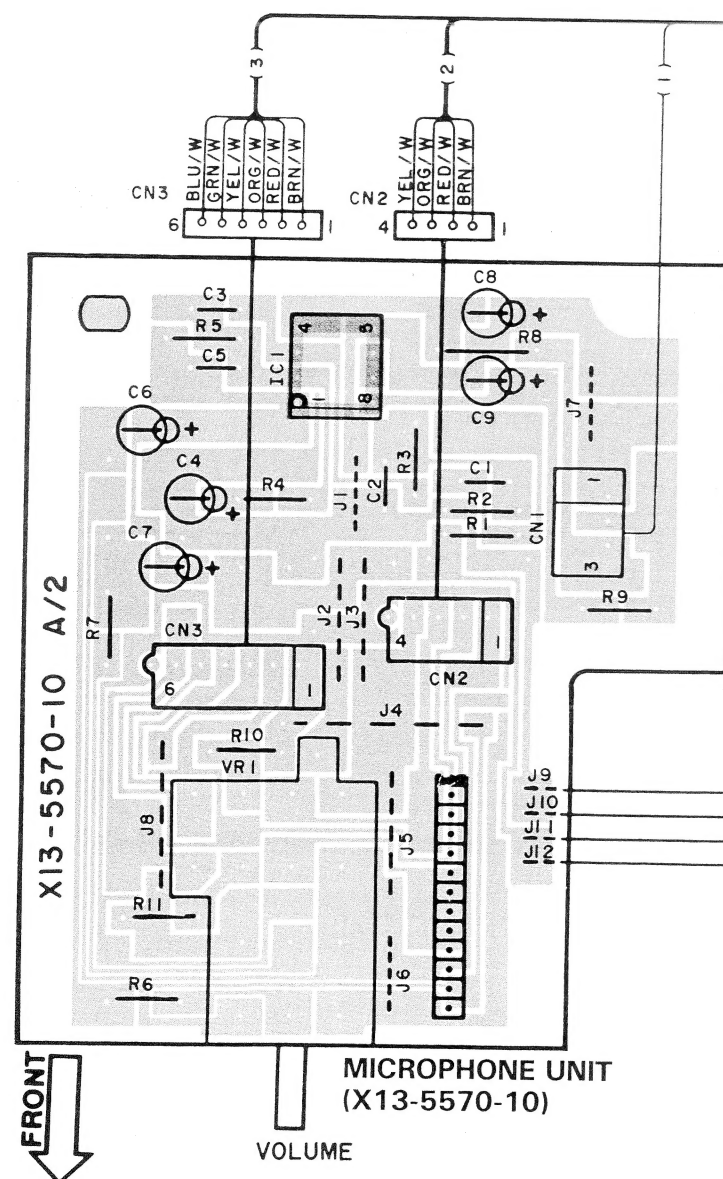 (3)
(2)
(1)
BLU/W
GRN/W
YEL/W
ORG/W
RED/W
BRN/W
YEL/W
ORG/W
RED/W
BRN/W
CN3
CN2
6
1
4
1
C8
C3
R5
C5
IC1
4
5
1
8
+
R8
+
C9
J7
C6
+
C4
+
R4
J1
C2
R3
C1
R2
R1
CN1
1
3
C7
+
R9
R7
J2
J3
CN3
6
1
4
1
CN2
J4
R10
VR1
J8
J5
J9
J10
J11
J12
R11
R6
J6
X13-5570-10 A/2
FRONT
MICROPHONE UNIT
(X13-5570-10)
VOLUME